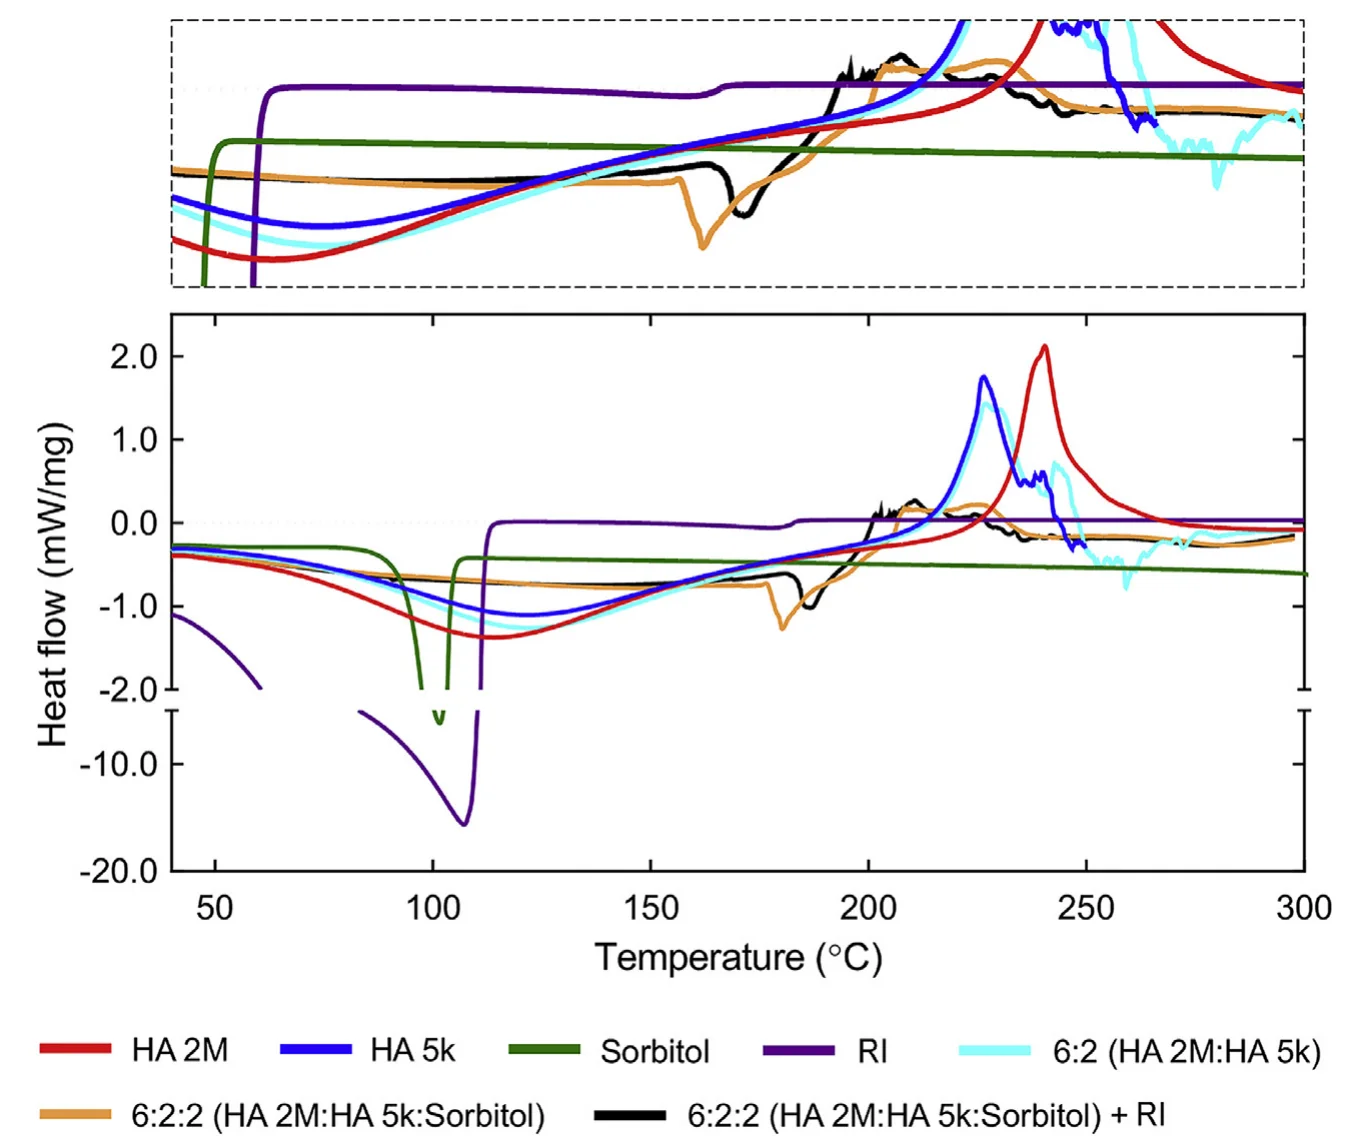 2.0
1.0
0.0
-1.0
-2.0
-10.0
-20.0
Heat flow (mW/mg)
50 100 150 200 250 300
Temperature (°C)
HA 2M HA 5k Sorbitol RI 6:2 (HA 2M:HA 5k)
6:2:2 (HA 2M:HA 5k:Sorbitol) 6:2:2 (HA 2M:HA 5k:Sorbitol) + RI